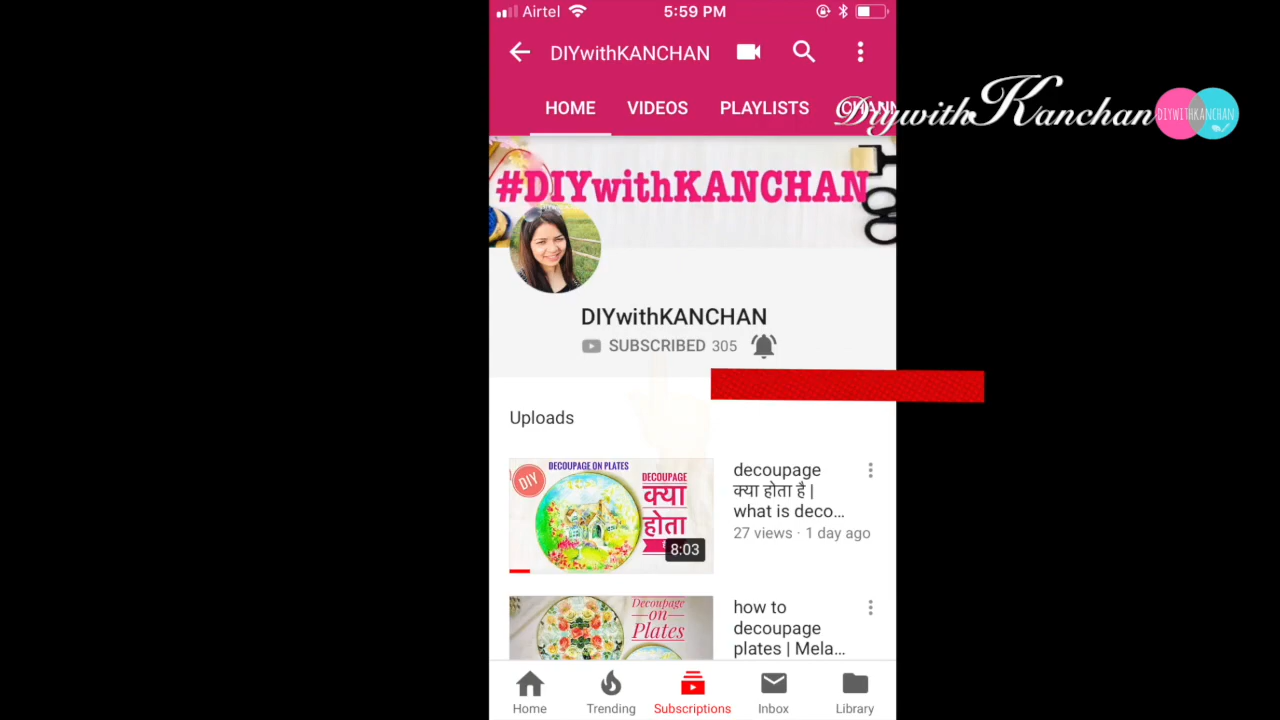 Airtel 5:59 PM
DIYwithKANCHAN
HOME VIDEOS PLAYLISTS CHANN
DiywithKanchan DIYWITHKANCHAN
#DIYwithKANCHAN
DIYwithKANCHAN
SUBSCRIBED 305
Uploads
DIY
DECOUPAGE ON PLATES
DECOUPAGE
क्या
होता
8:03
decoupage
क्या होता है |
what is deco...
27 views · 1 day ago
Decoupage
on
Plates
how to
decoupage
plates | Mela...
Home Trending Subscriptions Inbox Library